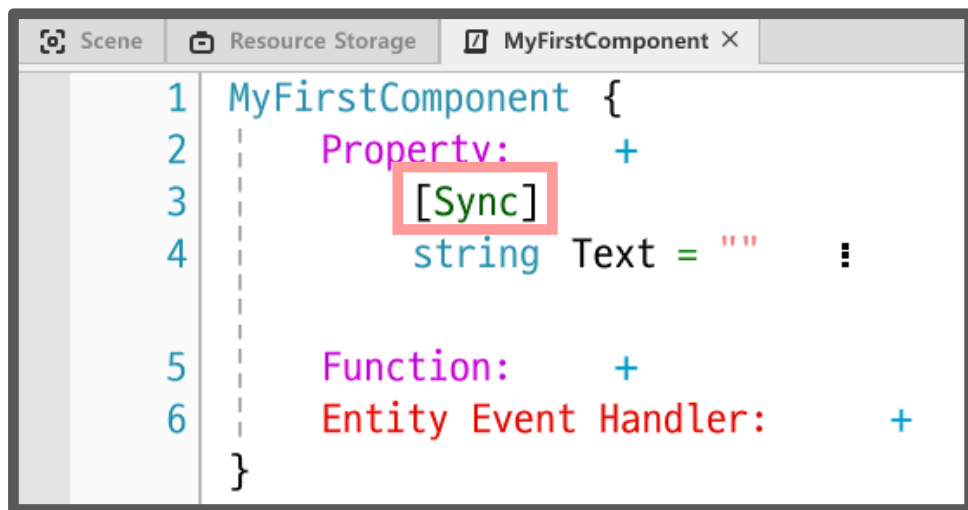 Scene Resource Storage MyFirstComponent ×
1 MyFirstComponent {
2 Property: +
3 [Sync]
4 string Text = ""
5 Function: +
6 Entity Event Handler: +
}